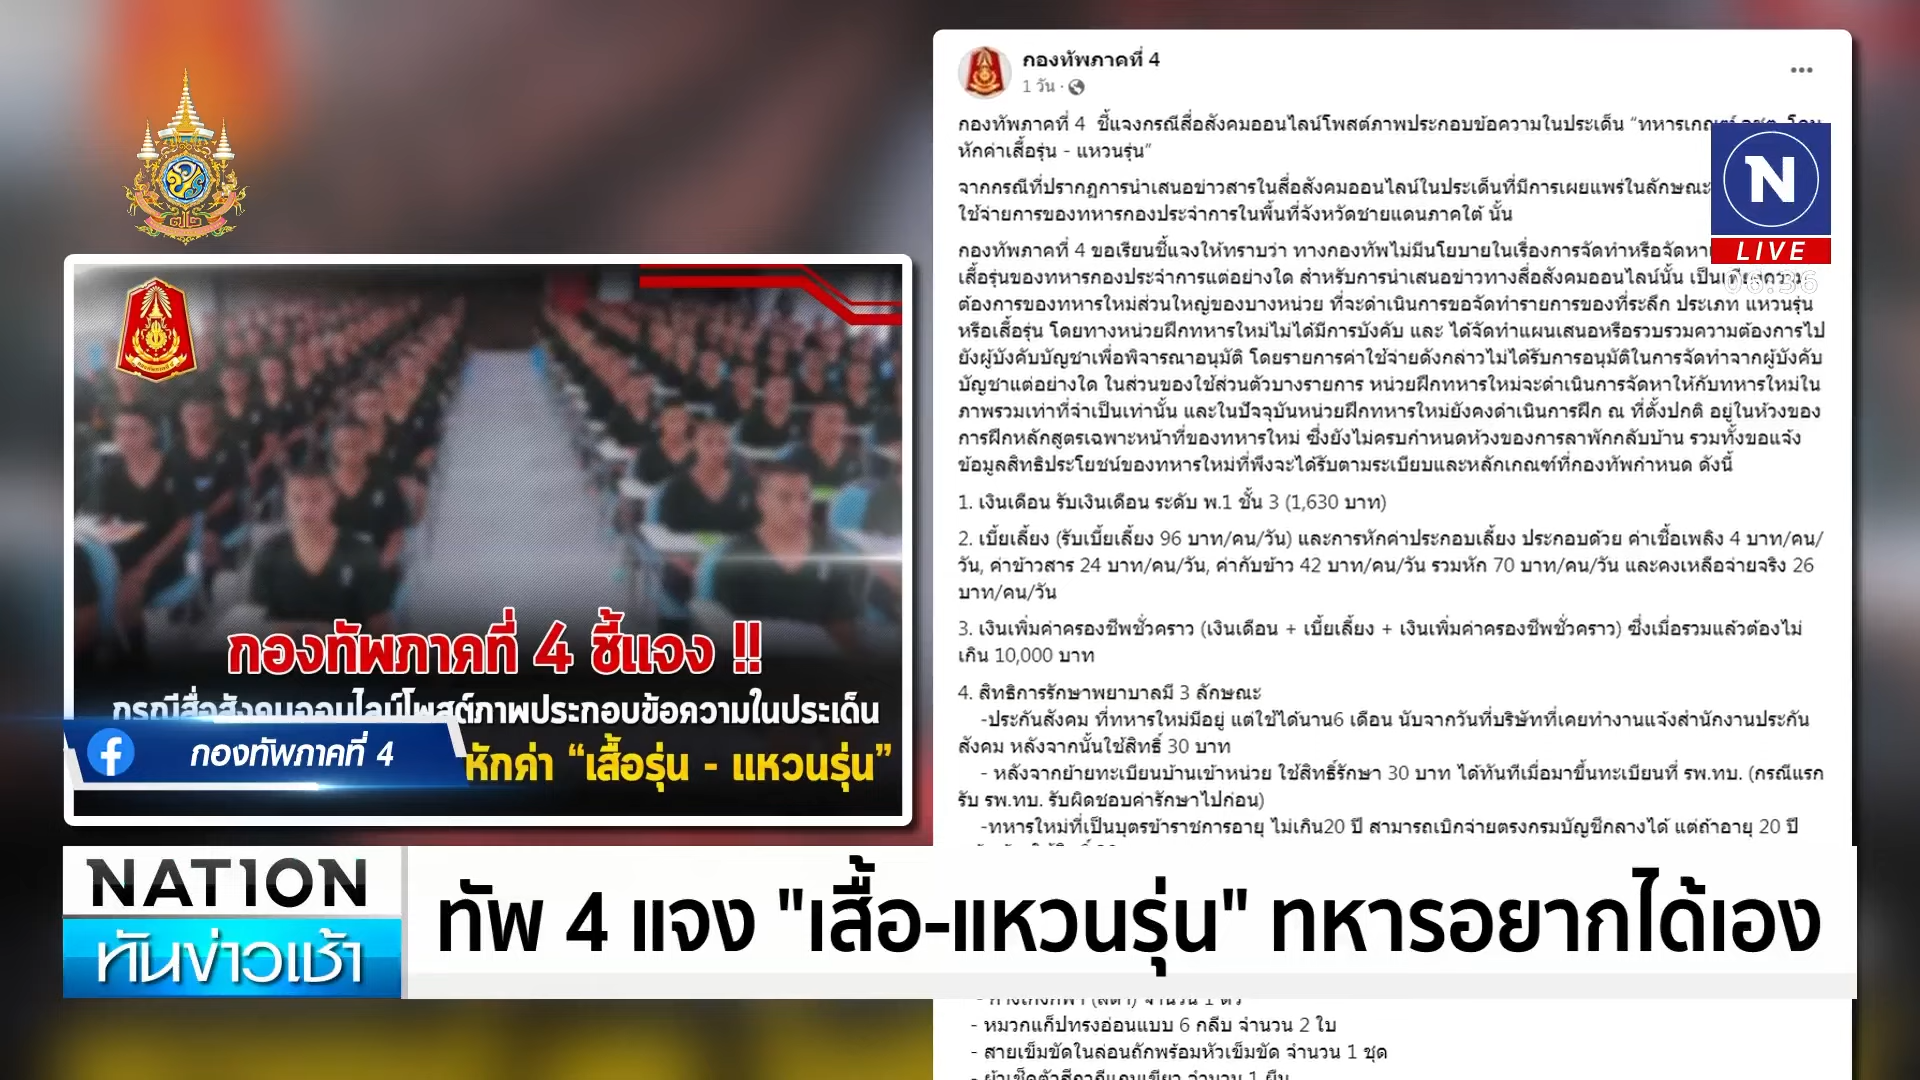 กองทัพภาคที่ 4
1 วัน ·
กองทัพภาคที่ 4 ชี้แจงกรณีสื่อสังคมออนไลน์โพสต์ภาพประกอบข้อความในประเด็น “ทหารเกณฑ์
หักค่าเสื้อรุ่น - แหวนรุ่น”
จากกรณีที่ปรากฏการนำเสนอข่าวสารในสื่อสังคมออนไลน์ในประเด็นที่มีการเผยแพร่ในลักษณะ
ใช้จ่ายการของทหารกองประจำการในพื้นที่จังหวัดชายแดนภาคใต้ นั้น
กองทัพภาคที่ 4 ขอเรียนชี้แจงให้ทราบว่า ทางกองทัพไม่มีนโยบายในเรื่องการจัดทำหรือจัดหา
เสื้อรุ่นของทหารกองประจำการแต่อย่างใด สำหรับการนำเสนอข่าวทางสื่อสังคมออนไลน์นั้น เป็นเพียงความ
ต้องการของทหารใหม่ส่วนใหญ่ของบางหน่วย ที่จะดำเนินการขอจัดทำรายการของที่ระลึก ประเภท แหวนรุ่น
หรือเสื้อรุ่น โดยทางหน่วยฝึกทหารใหม่ไม่ได้มีการบังคับ และ ได้จัดทำแผนเสนอหรือรวบรวมความต้องการไป
ยังผู้บังคับบัญชาเพื่อพิจารณาอนุมัติ โดยรายการค่าใช้จ่ายดังกล่าวไม่ได้รับการอนุมัติในการจัดทำจากผู้บังคับ
บัญชาแต่อย่างใด ในส่วนของใช้ส่วนตัวบางรายการ หน่วยฝึกทหารใหม่จะดำเนินการจัดหาให้กับทหารใหม่ใน
ภาพรวมเท่าที่จำเป็นเท่านั้น และในปัจจุบันหน่วยฝึกทหารใหม่ยังคงดำเนินการฝึก ณ ที่ตั้งปกติ อยู่ในห้วงของ
การฝึกหลักสูตรเฉพาะหน้าที่ของทหารใหม่ ซึ่งยังไม่ครบกำหนดห้วงของการลาพักกลับบ้าน รวมทั้งขอแจ้ง
ข้อมูลสิทธิประโยชน์ของทหารใหม่ที่พึงจะได้รับตามระเบียบและหลักเกณฑ์ที่กองทัพกำหนด ดังนี้
1. เงินเดือน รับเงินเดือน ระดับ พ.1 ชั้น 3 (1,630 บาท)
2. เบี้ยเลี้ยง (รับเบี้ยเลี้ยง 96 บาท/คน/วัน) และการหักค่าประกอบเลี้ยง ประกอบด้วย ค่าเชื้อเพลิง 4 บาท/คน/
วัน, ค่าข้าวสาร 24 บาท/คน/วัน, ค่ากับข้าว 42 บาท/คน/วัน รวมหัก 70 บาท/คน/วัน และคงเหลือจ่ายจริง 26
บาท/คน/วัน
3. เงินเพิ่มค่าครองชีพชั่วคราว (เงินเดือน + เบี้ยเลี้ยง + เงินเพิ่มค่าครองชีพชั่วคราว) ซึ่งเมื่อรวมแล้วต้องไม่
เกิน 10,000 บาท
4. สิทธิการรักษาพยาบาลมี 3 ลักษณะ
-ประกันสังคม ที่ทหารใหม่มีอยู่ แต่ใช้ได้นาน6 เดือน นับจากวันที่บริษัทที่เคยทำงานแจ้งสำนักงานประกัน
สังคม หลังจากนั้นใช้สิทธิ์ 30 บาท
- หลังจากย้ายทะเบียนบ้านเข้าหน่วย ใช้สิทธิ์รักษา 30 บาท ได้ทันทีเมื่อมาขึ้นทะเบียนที่ รพ.ทบ. (กรณีแรก
รับ รพ.ทบ. รับผิดชอบค่ารักษาไปก่อน)
-ทหารใหม่ที่เป็นบุตรข้าราชการอายุ ไม่เกิน20 ปี สามารถเบิกจ่ายตรงกรมบัญชีกลางได้ แต่ถ้าอายุ 20 ปี
- หมวกแก็ปทรงอ่อนแบบ 6 กลีบ จำนวน 2 ใบ
- สายเข็มขัดในล่อนถักพร้อมหัวเข็มขัด จำนวน 1 ชุด
N
LIVE
06:36
กองทัพภาคที่ 4 ชี้แจง !!
กรณีสื่อสังคมออนไลน์โพสต์ภาพประกอบข้อความในประเด็น
หักค่า “เสื้อรุ่น - แหวนรุ่น”
กองทัพภาคที่ 4
NATION
ทันข่าวเช้า
ทัพ 4 แจง "เสื้อ-แหวนรุ่น" ทหารอยากได้เอง